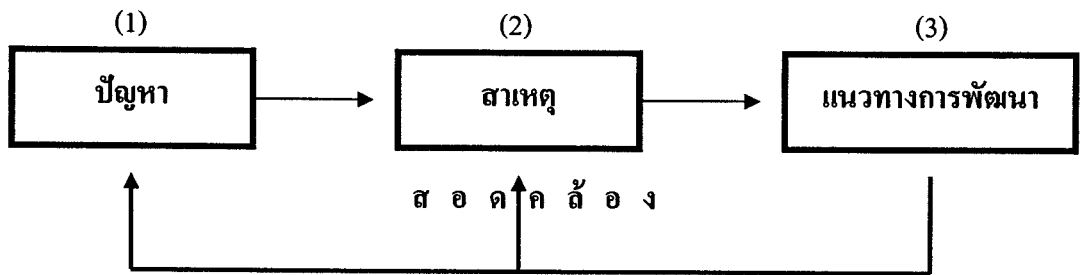 (1) (2) (3)
ปัญหา สาเหตุ แนวทางการพัฒนา
ส อ ด ค ล้ อ ง